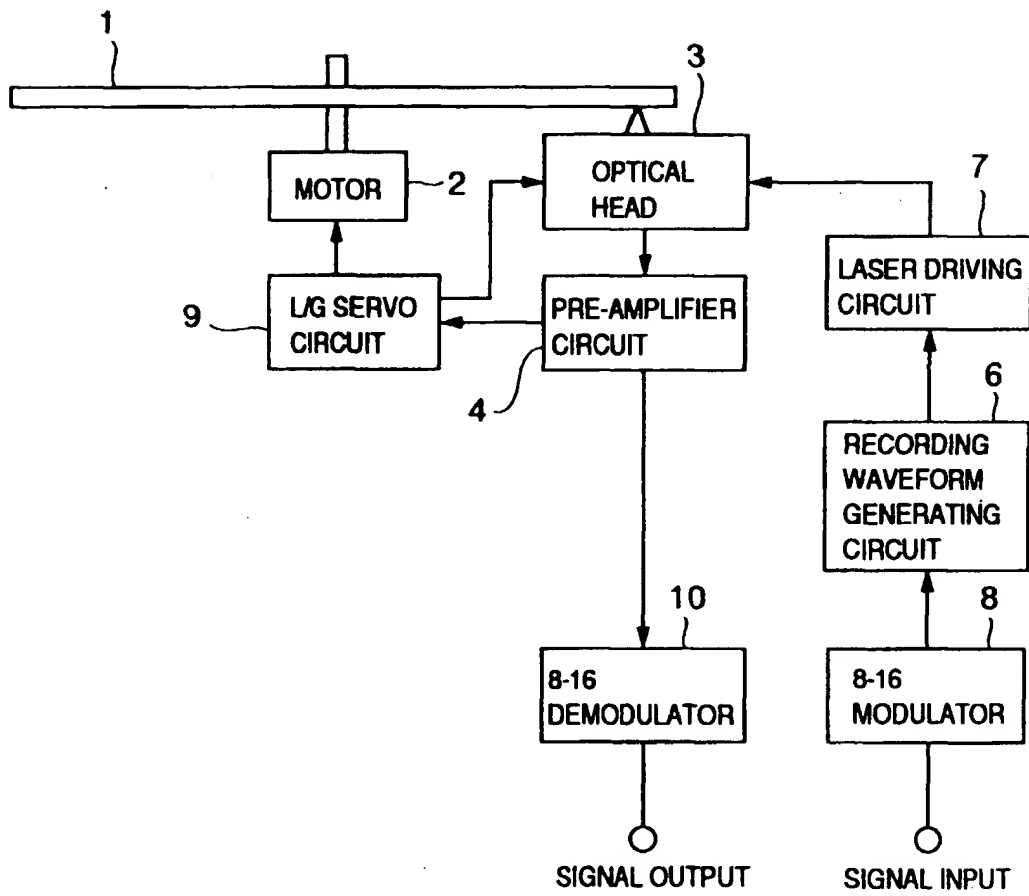 1
3
MOTOR
2
OPTICAL
HEAD
7
LASER DRIVING
CIRCUIT
9
L/G SERVO
CIRCUIT
PRE-AMPLIFIER
CIRCUIT
4
6
RECORDING
WAVEFORM
GENERATING
CIRCUIT
10
8
8-16
DEMODULATOR
8-16
MODULATOR
SIGNAL OUTPUT
SIGNAL INPUT